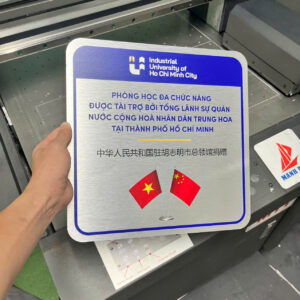 Industrial
University of
Ho Chi Minh City
PHÒNG HỌC ĐA CHỨC NĂNG
ĐƯỢC TÀI TRỢ BỞI TỔNG LÃNH SỰ QUÁN
NƯỚC CỘNG HOÀ NHÂN DÂN TRUNG HOA
TẠI THÀNH PHỐ HỒ CHÍ MINH
中华人民共和国驻胡志明市总领馆捐赠